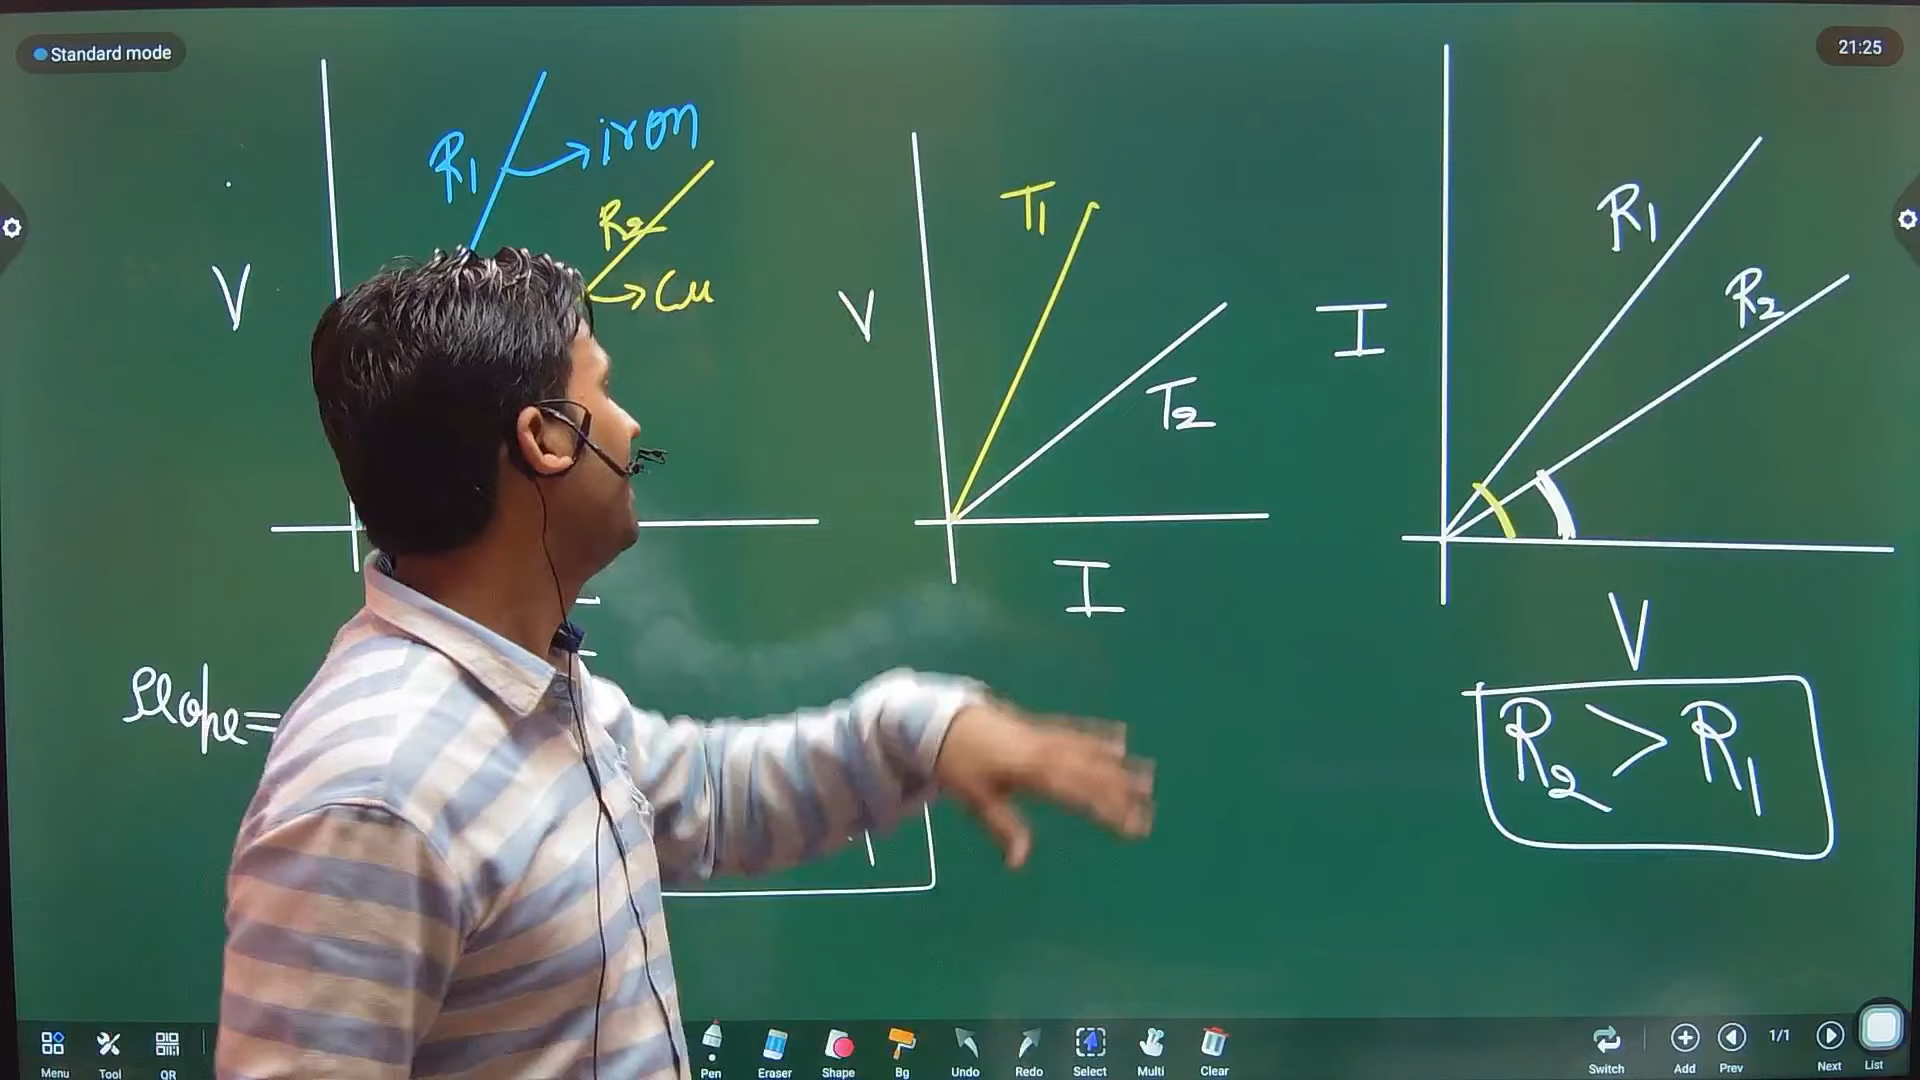 Standard mode
21:25
R1
iron
R2
Cu
V
Slope=
T1
V
T2
I
R1
R2
I
V
R2 > R1
Menu
Tool
QR
Pen
Eraser
Shape
Bg
Undo
Redo
Select
Multi
Clear
Switch
Add
Prev
1/1
Next
List